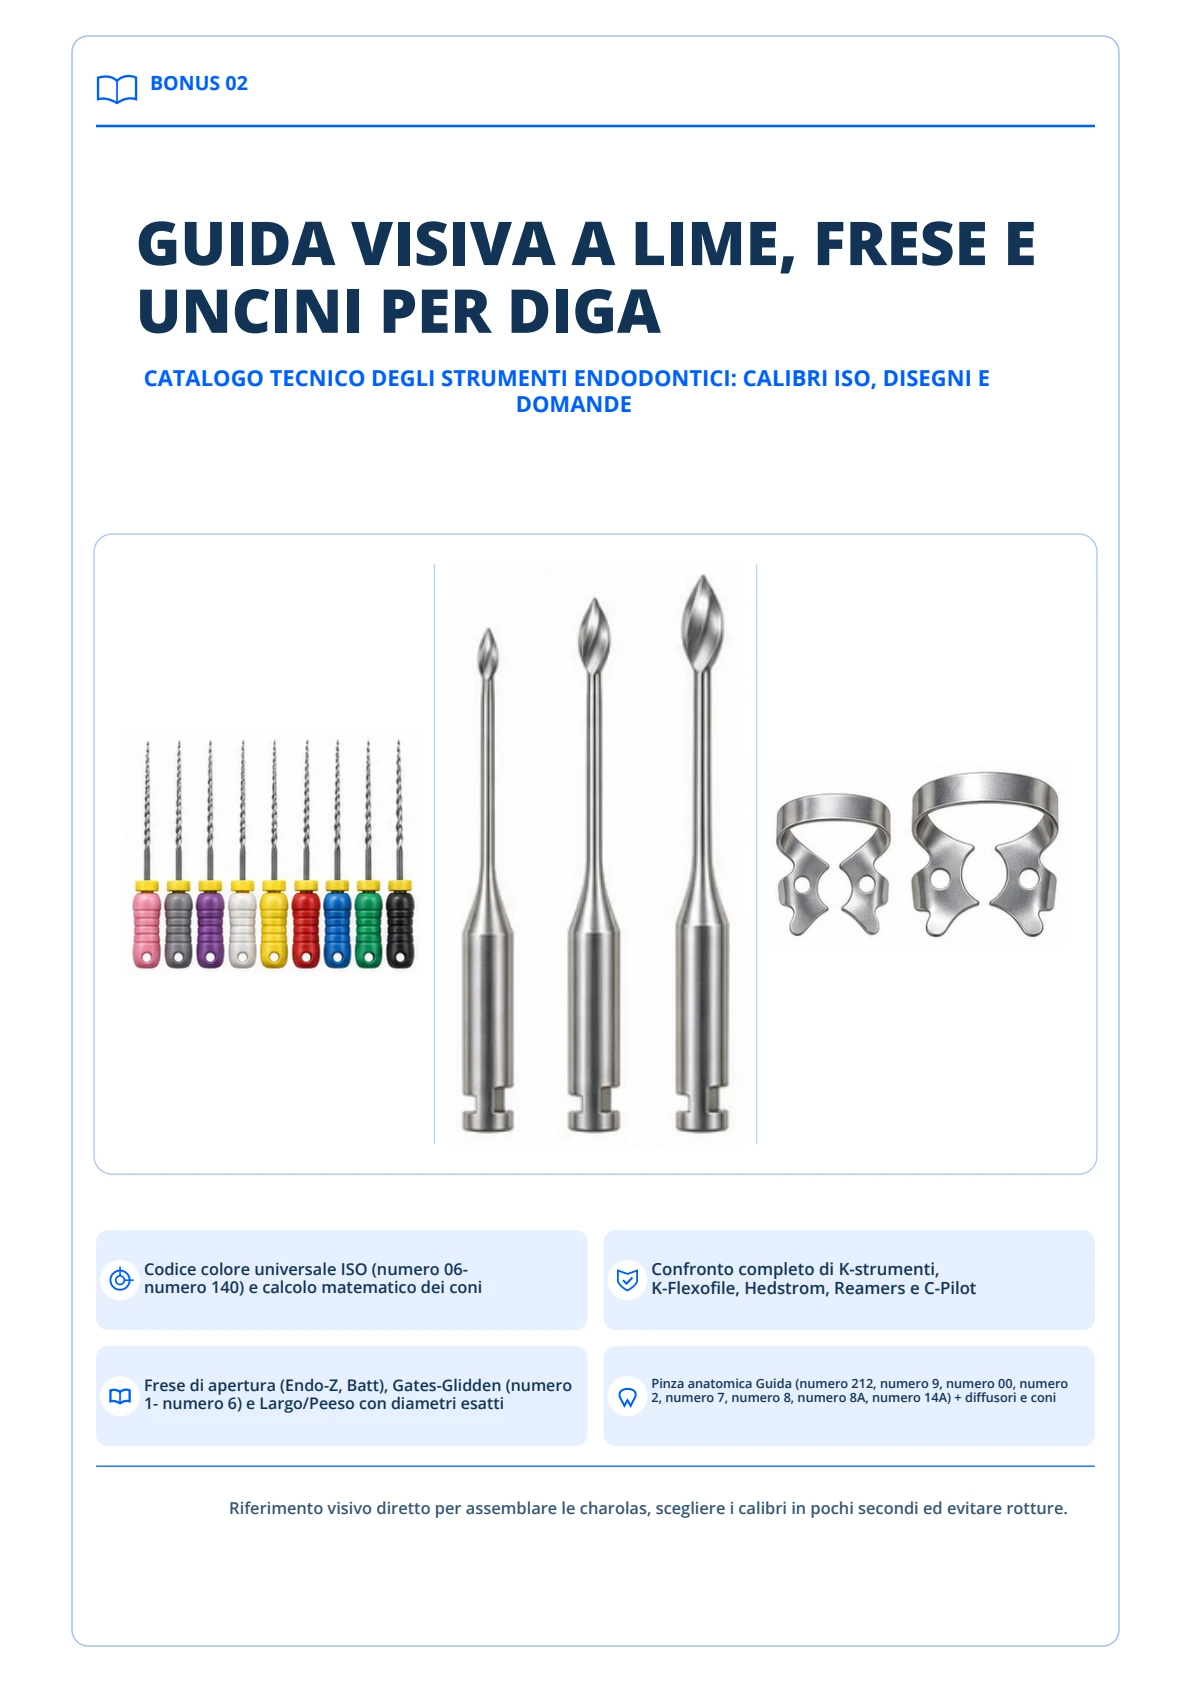 BONUS 02
GUIDA VISIVA A LIME, FRESE E
UNCINI PER DIGA
CATALOGO TECNICO DEGLI STRUMENTI ENDODONTICI: CALIBRI ISO, DISEGNI E
DOMANDE
Codice colore universale ISO (numero 06-
numero 140) e calcolo matematico dei coni
Confronto completo di K-strumenti,
K-Flexofile, Hedstrom, Reamers e C-Pilot
Frese di apertura (Endo-Z, Batt), Gates-Glidden (numero
1- numero 6) e Largo/Peeso con diametri esatti
Pinza anatomica Guida (numero 212, numero 9, numero 00, numero
2, numero 7, numero 8, numero 8A, numero 14A) + diffusori e coni
Riferimento visivo diretto per assemblare le charolas, scegliere i calibri in pochi secondi ed evitare rotture.